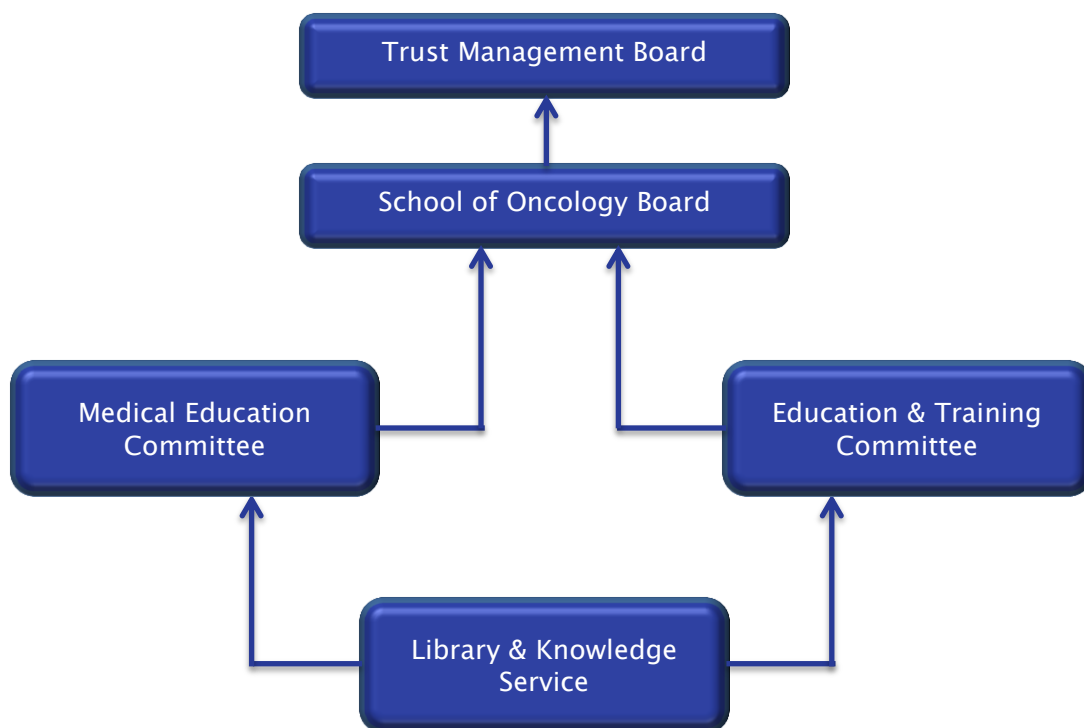 Trust Management Board
School of Oncology Board
Medical Education
Committee
Education & Training
Committee
Library & Knowledge
Service